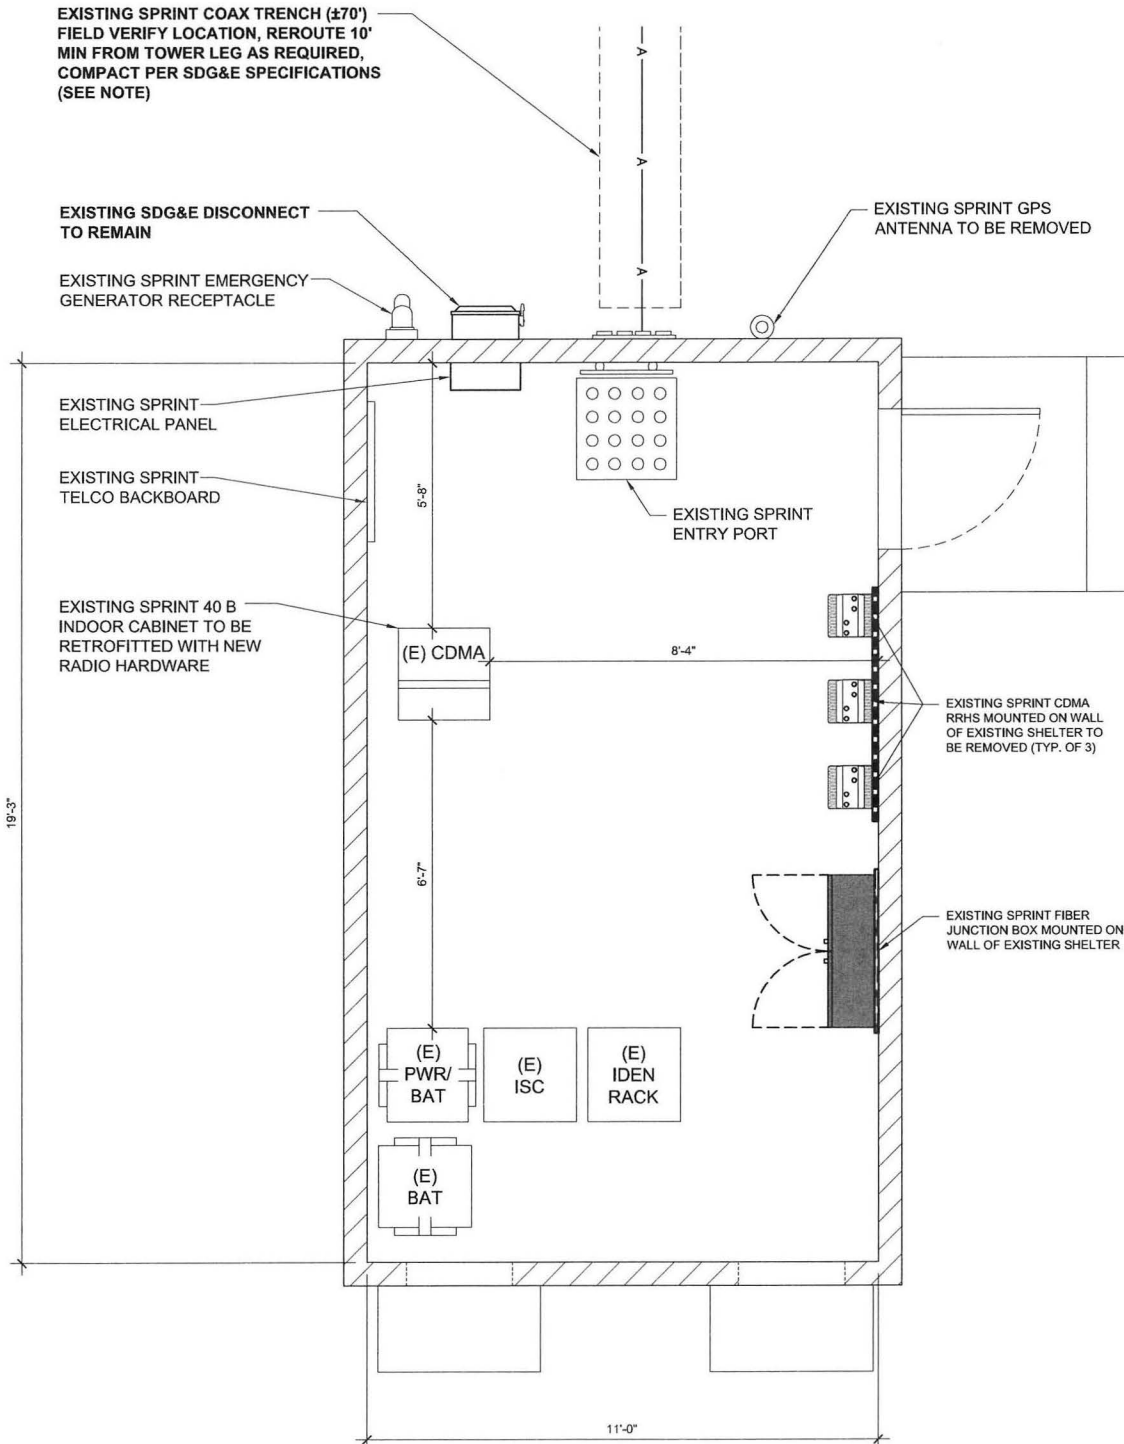 EXISTING SPRINT COAX TRENCH (±70')
FIELD VERIFY LOCATION, REROUTE 10'
MIN FROM TOWER LEG AS REQUIRED,
COMPACT PER SDG&E SPECIFICATIONS
(SEE NOTE)
A
A
A
EXISTING SDG&E DISCONNECT
TO REMAIN
EXISTING SPRINT GPS
ANTENNA TO BE REMOVED
EXISTING SPRINT EMERGENCY
GENERATOR RECEPTACLE
EXISTING SPRINT
ELECTRICAL PANEL
EXISTING SPRINT
TELCO BACKBOARD
5'-8"
EXISTING SPRINT
ENTRY PORT
EXISTING SPRINT 40 B
INDOOR CABINET TO BE
RETROFITTED WITH NEW
RADIO HARDWARE
(E) CDMA
8'-4"
EXISTING SPRINT CDMA
RRHS MOUNTED ON WALL
OF EXISTING SHELTER TO
BE REMOVED (TYP. OF 3)
19'-3"
6'-7"
EXISTING SPRINT FIBER
JUNCTION BOX MOUNTED ON
WALL OF EXISTING SHELTER
(E)
PWR/
BAT
(E)
ISC
(E)
IDEN
RACK
(E)
BAT
11'-0"